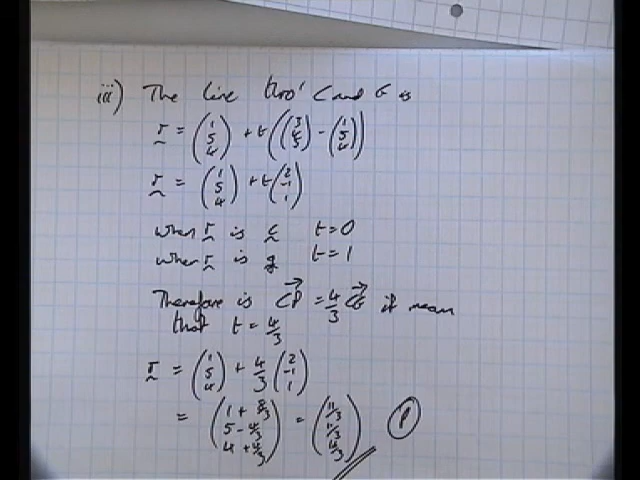 iii) The line thro' C and G is
r = (1 5 4) + t((3 4 5) - (1 5 4))
r = (1 5 4) + t(2 -1 1)
when r is c t = 0
when r is g t = 1
Therefore is CP = 4/3 CG it mean
that t = 4/3
r = (1 5 4) + 4/3 (2 -1 1)
= (1 + 8/3 5 - 4/3 4 + 4/3) = (11/3 11/3 16/3) P